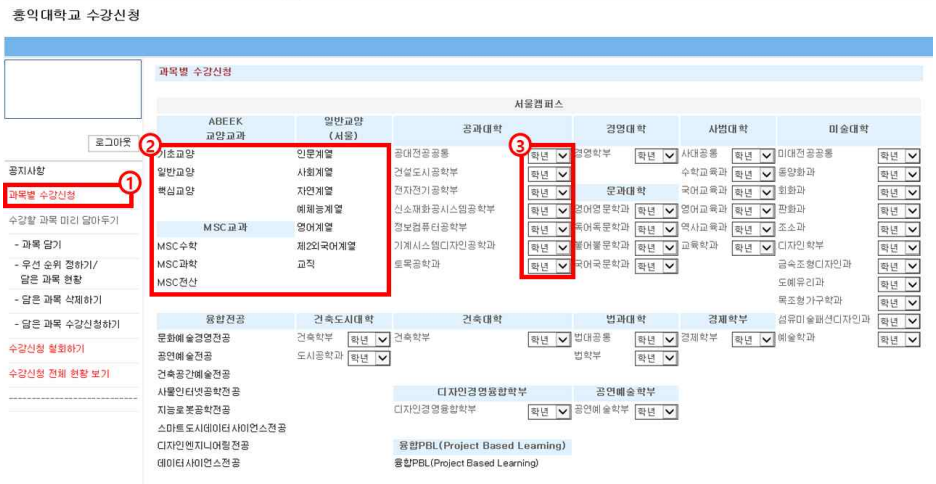 홍익대학교 수강신청
과목별 수강신청
로그아웃
공지사항
① 과목별 수강신청
수강할 과목 미리 담아두기
- 과목 담기
- 우선 순위 정하기/
담은 과목 현황
- 담은 과목 삭제하기
- 담은 과목 수강신청하기
수강신청 철회하기
수강신청 전체 현황 보기
서울캠퍼스
ABEEK 교양교과 일반교양 (서울) 공과대학 경영대학 사범대학 미술대학
② ③
기초교양 인문계열 공대전공공통 학년 경영학부 학년 사대공통 학년 미대전공통통 학년
일반교양 사회계열 건설도시공학부 학년 수학교육과 학년 동양화과 학년
핵심교양 자연계열 전자전기공학부 학년 문과대학 국어교육과 학년 회화과 학년
예체능계열 신소재화공시스템공학부 학년 영어영문학과 학년 영어교육과 학년 판화과 학년
MSC교과 영어계열 정보컴퓨터공학부 학년 독어독문학과 학년 역사교육과 학년 조소과 학년
MSC수학 제2외국어계열 기계시스템디자인공학과 학년 불어불문학과 학년 교육학과 학년 디자인학부 학년
MSC과학 교직 토목공학과 학년 국어국문학과 학년 금속조형디자인과 학년
MSC전산 도예유리과 학년
목조형가구학과 학년
융합전공 건축도시대학 건축대학 법과대학 경제학부 섬유미술패션디자인과 학년
문화예술경영전공 건축학부 학년 건축학부 학년 법대공통 학년 경제학부 학년 예술학과 학년
공연예술전공 도시공학과 학년 법학부 학년
건축공간예술전공
사물인터넷공학전공 디자인경영융합학부 공연예술학부
지능로봇공학전공 디자인경영융합학부 학년 공연예술학부 학년
스마트도시데이터사이언스전공
디자인엔지니어링전공 융합PBL(Project Based Learning)
데이터사이언스전공 융합PBL(Project Based Learning)